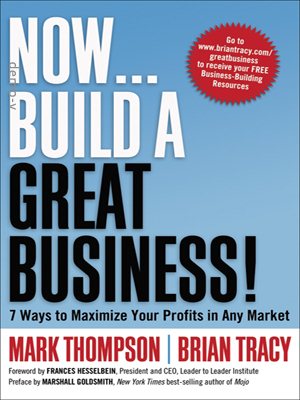 Go to
www.briantracy.com/
greatbusiness
to receive your FREE
Business-Building
Resources
NOW...
BUILD A
GREAT
BUSINESS!
7 Ways to Maximize Your Profits in Any Market
MARK THOMPSON | BRIAN TRACY
Foreword by FRANCES HESSELBEIN, President and CEO, Leader to Leader Institute
Preface by MARSHALL GOLDSMITH, New York Times best-selling author of Mojo